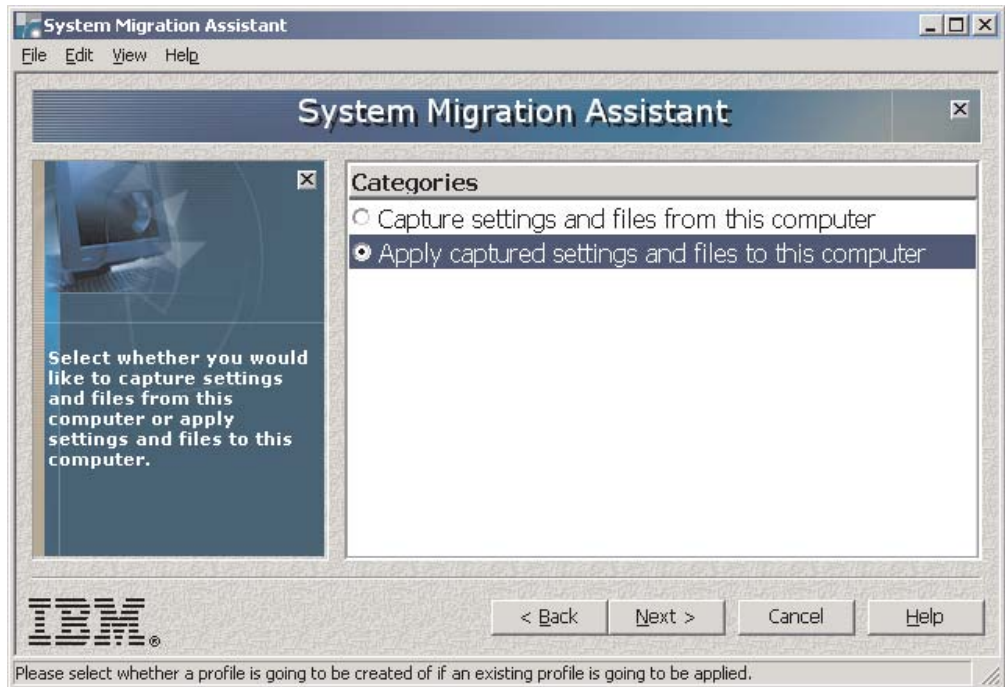 System Migration Assistant
File Edit View Help
System Migration Assistant
Select whether you would
like to capture settings
and files from this
computer or apply
settings and files to this
computer.
Categories
Capture settings and files from this computer
Apply captured settings and files to this computer
IBM®
< Back Next > Cancel Help
Please select whether a profile is going to be created of if an existing profile is going to be applied.